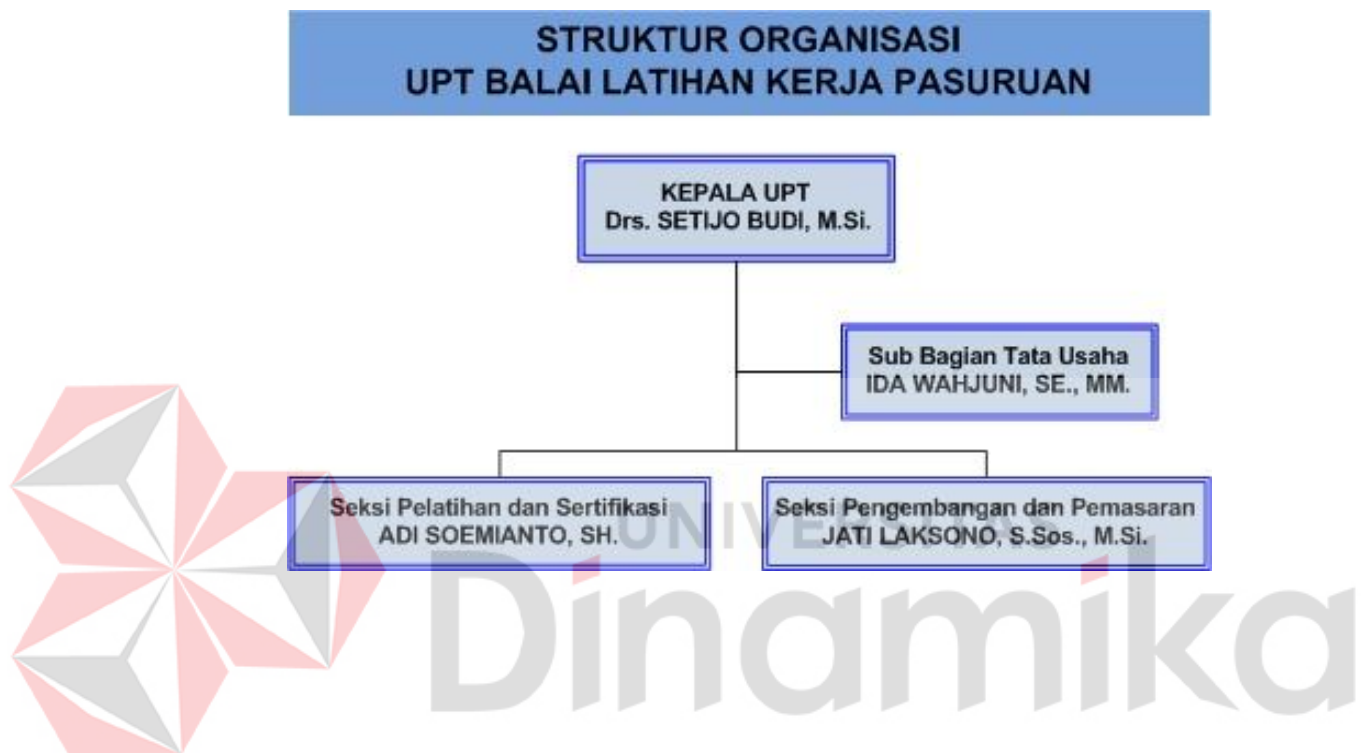 STRUKTUR ORGANISASI
UPT BALAI LATIHAN KERJA PASURUAN
KEPALA UPT
Drs. SETIJO BUDI, M.Si.
Sub Bagian Tata Usaha
IDA WAHJUNI, SE., MM.
Seksi Pelatihan dan Sertifikasi
ADI SOEMIANTO, SH.
Seksi Pengembangan dan Pemasaran
JATI LAKSONO, S.Sos., M.Si.
UNIVERSITAS
Dinamika